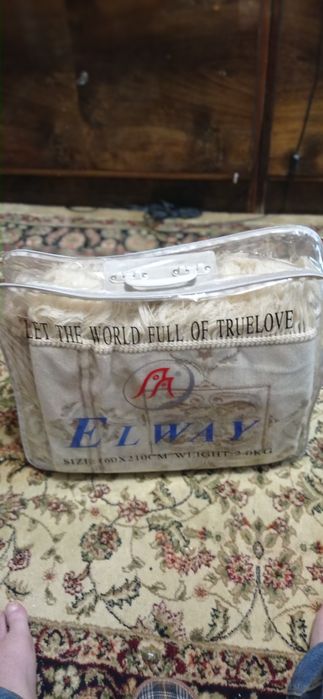 LET THE WORLD FULL OF TRUELOVE
ELWAY
SIZE:160X210CM WEIGHT:2.0KG